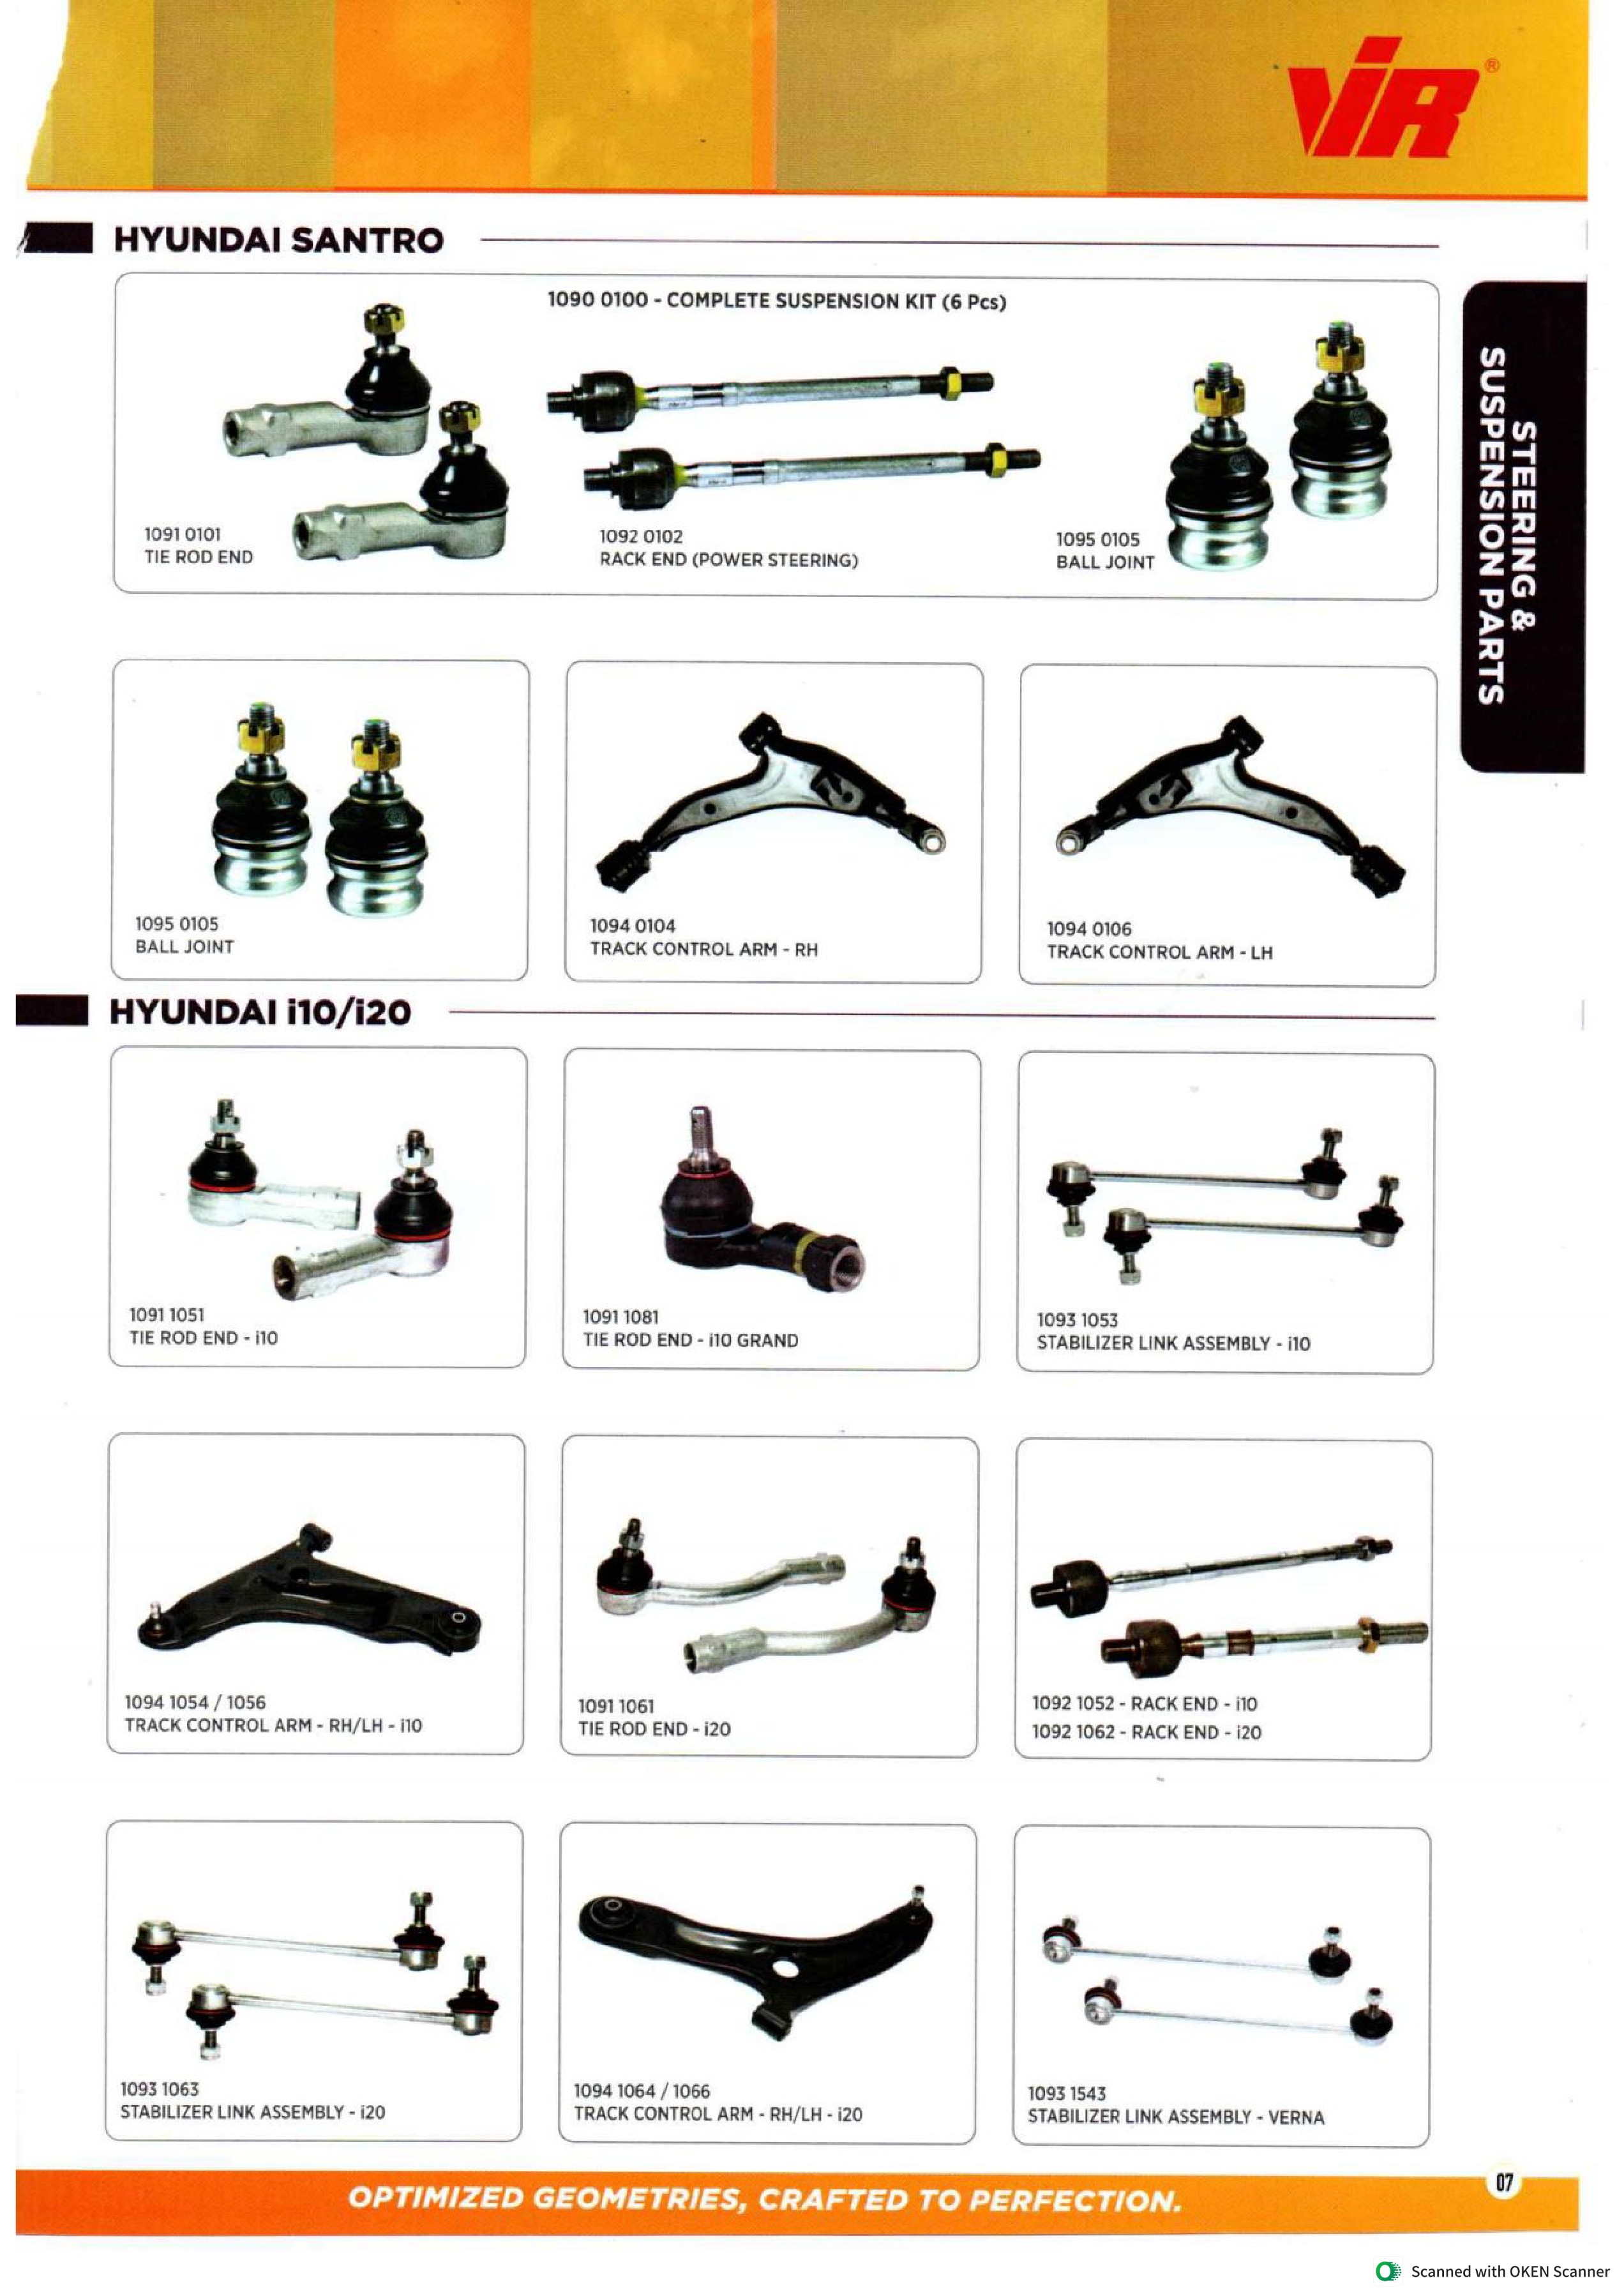 ViR®
HYUNDAI SANTRO
1090 0100 - COMPLETE SUSPENSION KIT (6 Pcs)
1091 0101
TIE ROD END
1092 0102
RACK END (POWER STEERING)
1095 0105
BALL JOINT
STEERING &
SUSPENSION PARTS
1095 0105
BALL JOINT
1094 0104
TRACK CONTROL ARM - RH
1094 0106
TRACK CONTROL ARM - LH
HYUNDAI i10/i20
1091 1051
TIE ROD END - i10
1091 1081
TIE ROD END - i10 GRAND
1093 1053
STABILIZER LINK ASSEMBLY - i10
1094 1054 / 1056
TRACK CONTROL ARM - RH/LH - i10
1091 1061
TIE ROD END - i20
1092 1052 - RACK END - i10
1092 1062 - RACK END - i20
1093 1063
STABILIZER LINK ASSEMBLY - i20
1094 1064 / 1066
TRACK CONTROL ARM - RH/LH - i20
1093 1543
STABILIZER LINK ASSEMBLY - VERNA
OPTIMIZED GEOMETRIES, CRAFTED TO PERFECTION.
07
Scanned with OKEN Scanner